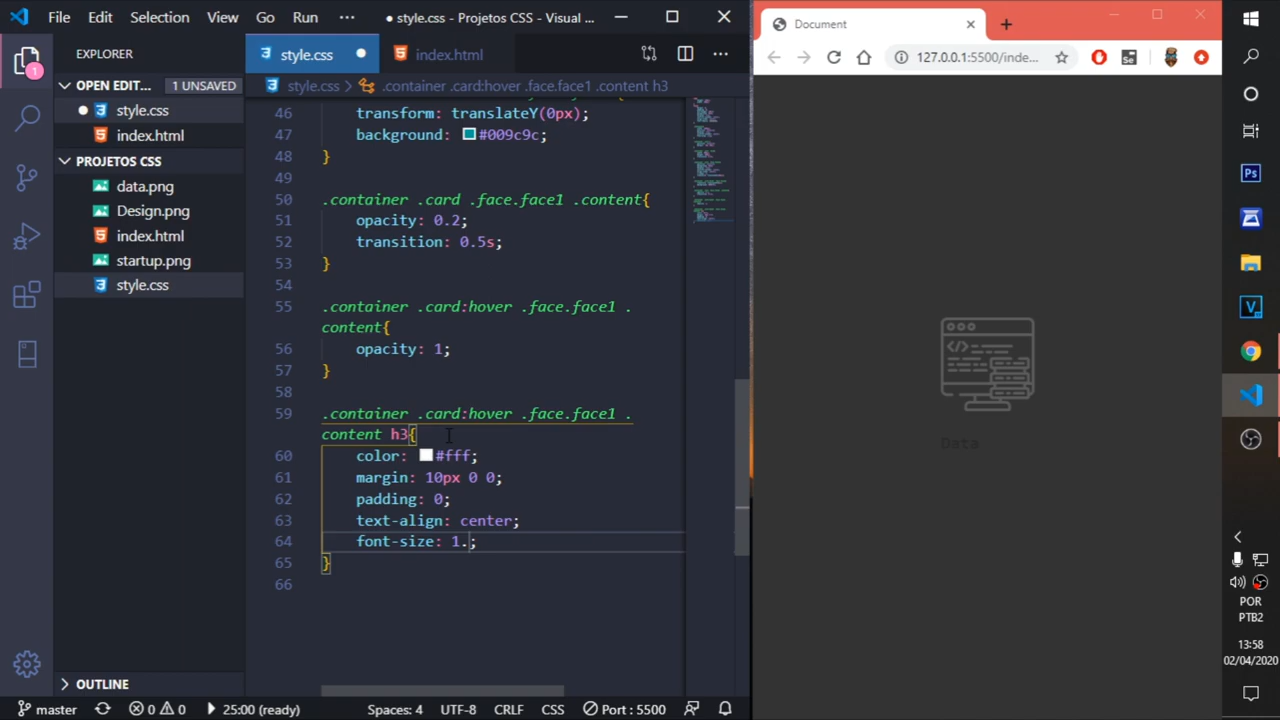 File Edit Selection View Go Run ··· ● style.css - Projetos CSS - Visual ...
EXPLORER
style.css ●
index.html
OPEN EDIT... 1 UNSAVED
style.css > .container .card:hover .face.face1 .content h3
● style.css
index.html
PROJETOS CSS
data.png
Design.png
index.html
startup.png
style.css
46 transform: translateY(0px);
47 background: #009c9c;
48 }
49
50 .container .card .face.face1 .content{
51 opacity: 0.2;
52 transition: 0.5s;
53 }
54
55 .container .card:hover .face.face1 .
content{
56 opacity: 1;
57 }
58
59 .container .card:hover .face.face1 .
content h3{
60 color: #fff;
61 margin: 10px 0 0;
62 padding: 0;
63 text-align: center;
64 font-size: 1.;
65 }
66
OUTLINE
master 0 0 25:00 (ready) Spaces: 4 UTF-8 CRLF CSS Port : 5500
1
Document
127.0.0.1:5500/inde...
Se
</>
Data
Ps
V
POR
PTB2
13:58
02/04/2020